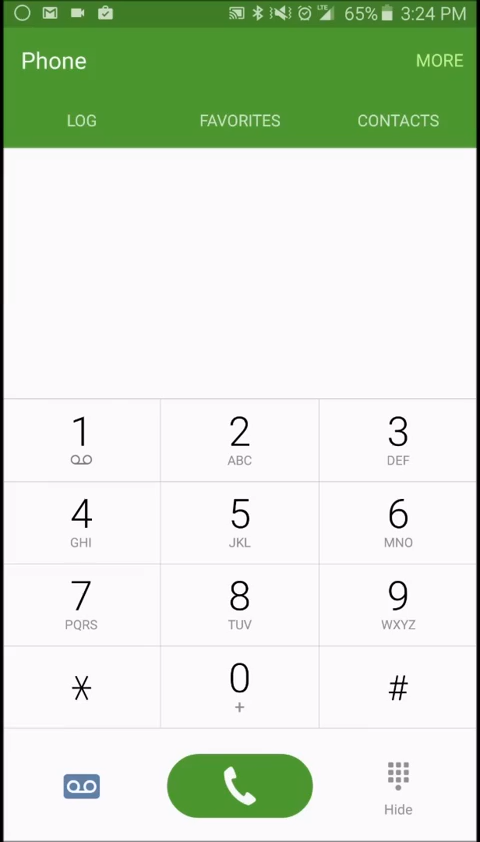 LTE 65% 3:24 PM
Phone
MORE
LOG FAVORITES CONTACTS
1 2 3
ABC DEF
4 5 6
GHI JKL MNO
7 8 9
PQRS TUV WXYZ
* 0 #
+
Hide